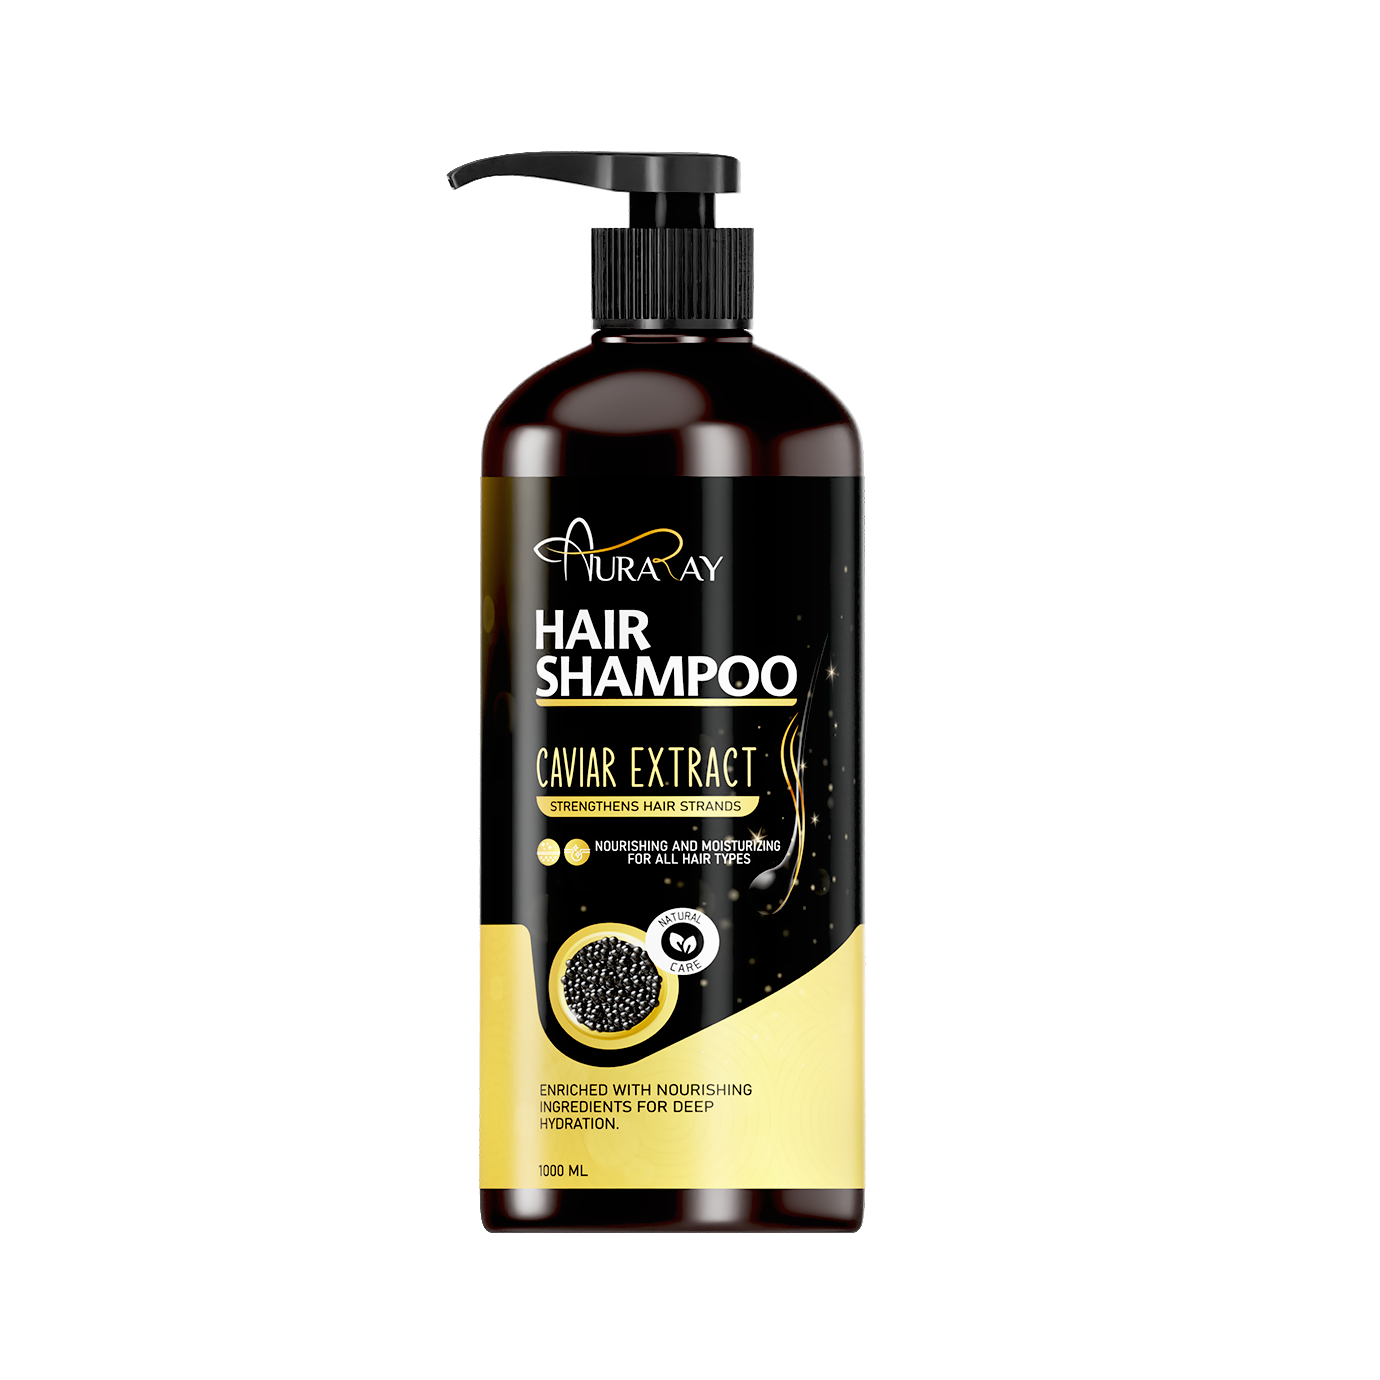 AURARAY
HAIR
SHAMPOO
CAVIAR EXTRACT
STRENGTHENS HAIR STRANDS
NOURISHING AND MOISTURIZING
FOR ALL HAIR TYPES
NATURAL
CARE
ENRICHED WITH NOURISHING
INGREDIENTS FOR DEEP
HYDRATION.
1000 ML